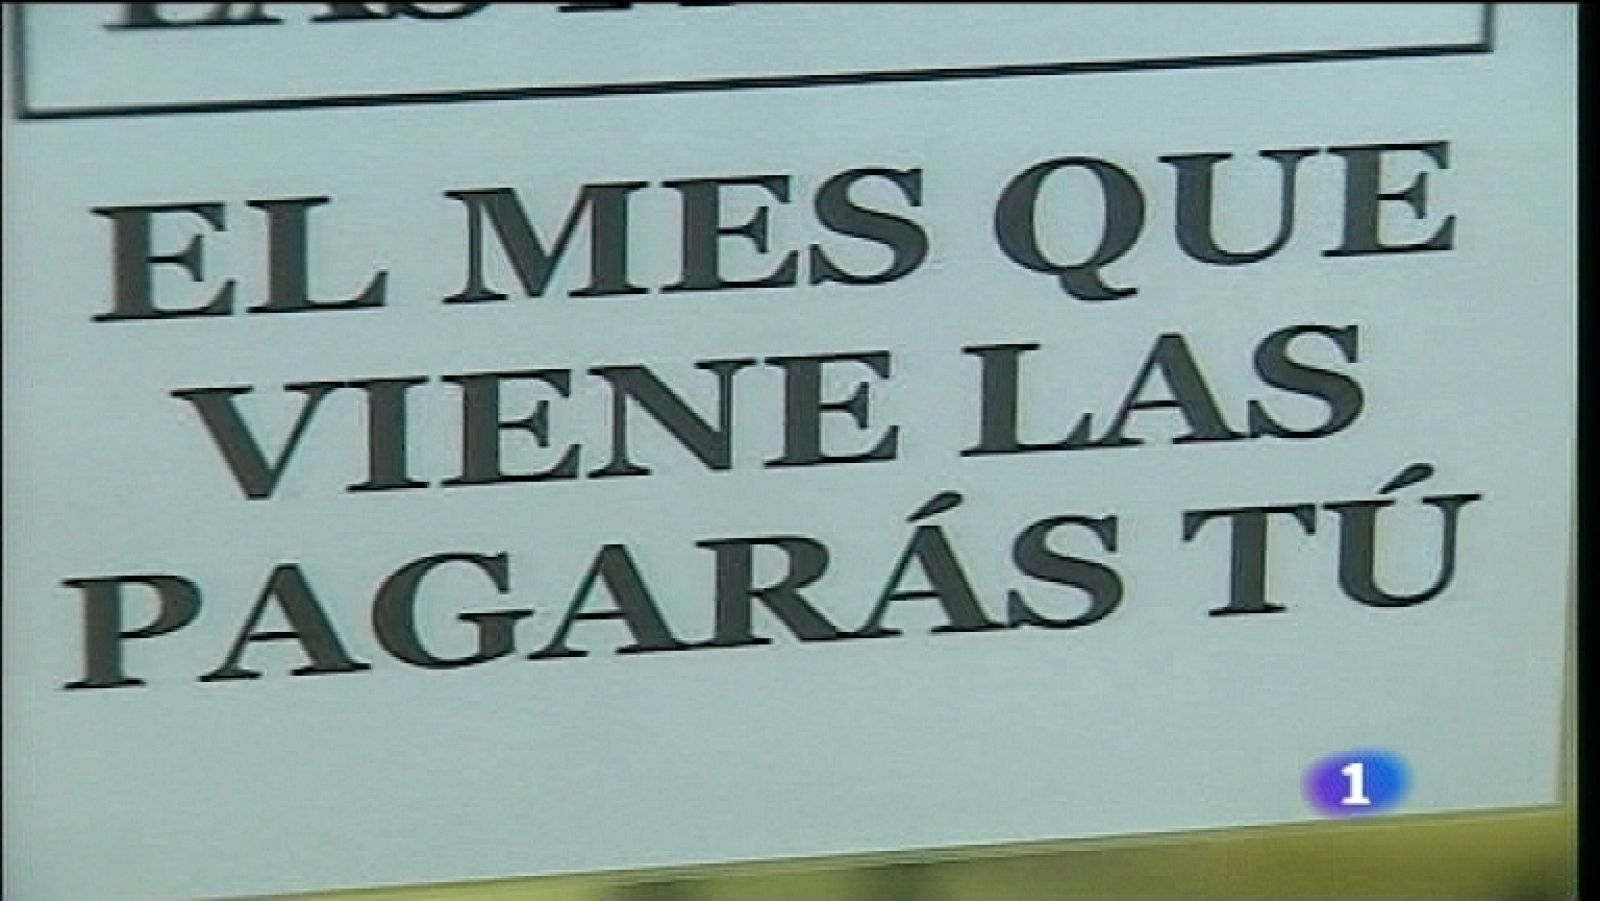 EL MES QUE
VIENE LAS
PAGARÁS TÚ
1